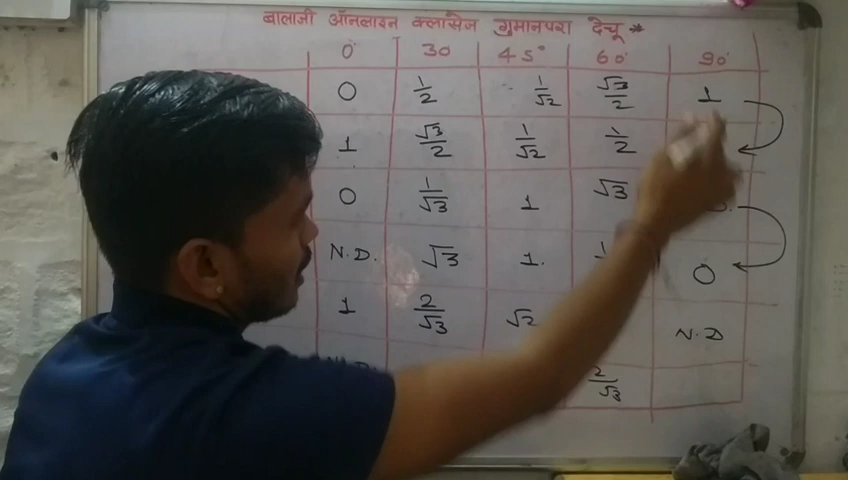 बालाजी ऑनलाइन क्लासेज गुमानपरा देचू *
0° 30 45° 60° 90°
0 1/2 1/√2 √3/2 1
1 √3/2 1/√2 1/2
0 1/√3 1 √3
N.D. √3 1. 0
1 2/√3 √2 N.D
2/√3